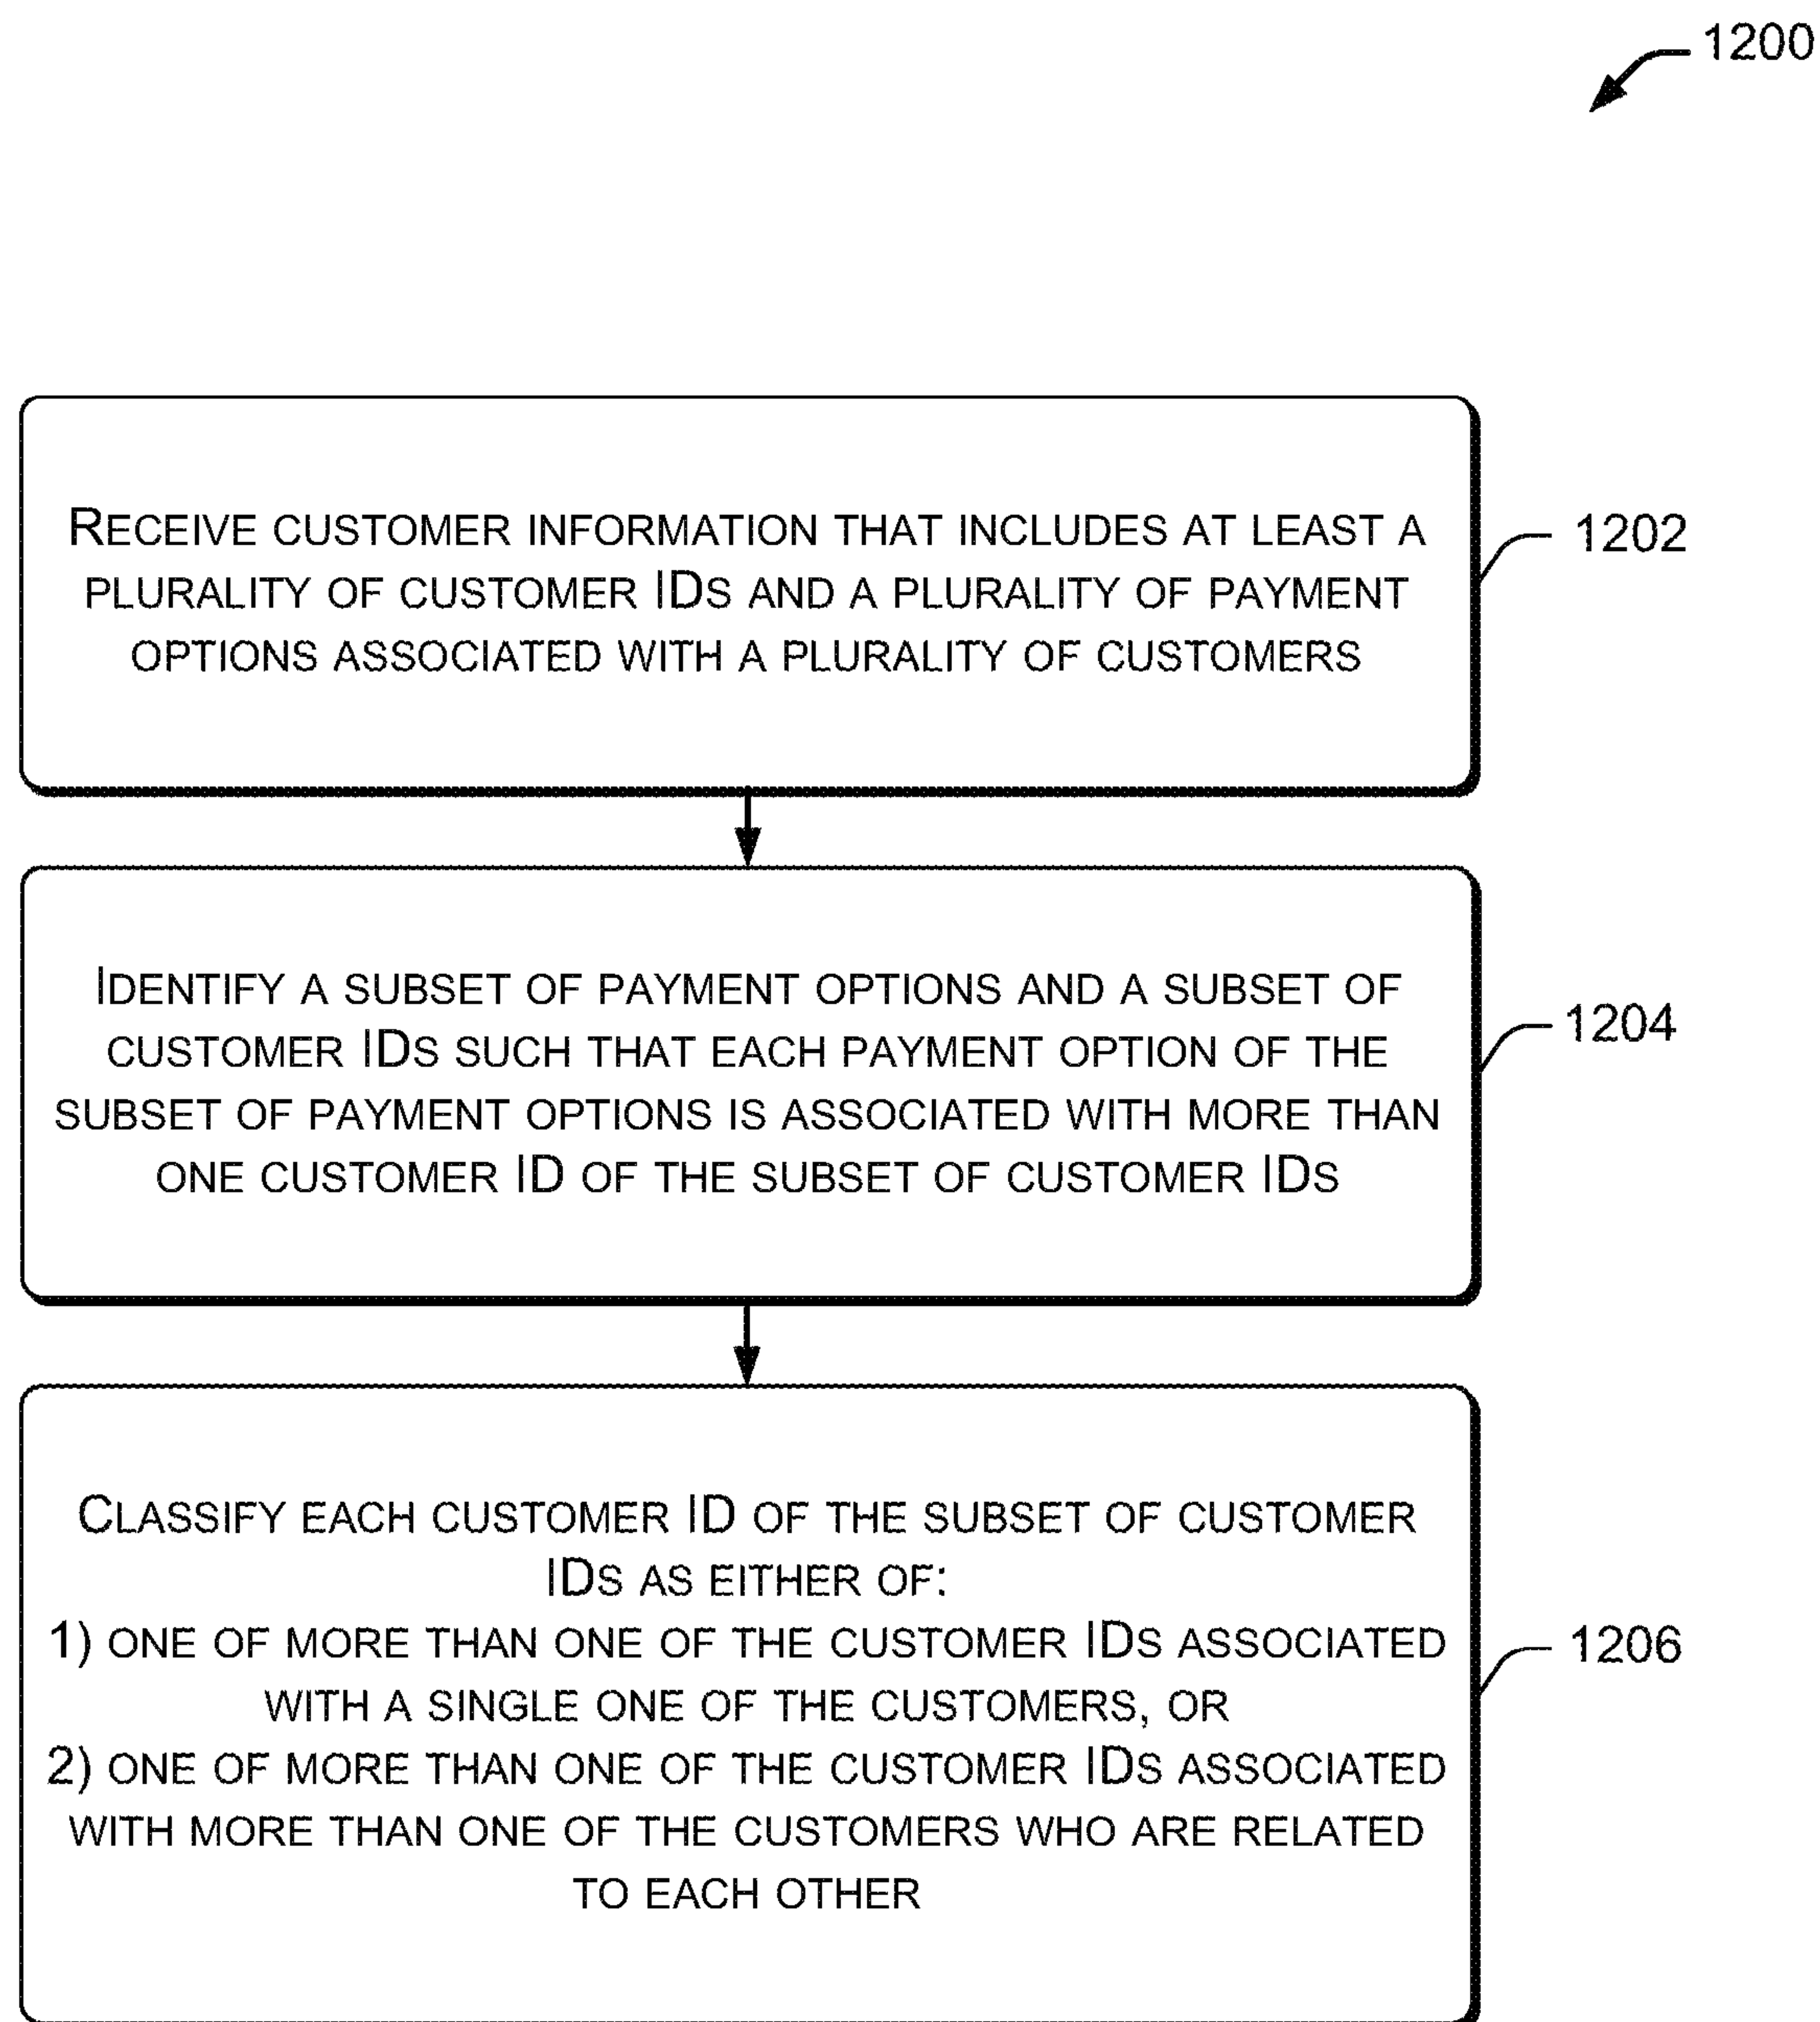 1200
RECEIVE CUSTOMER INFORMATION THAT INCLUDES AT LEAST A
PLURALITY OF CUSTOMER IDS AND A PLURALITY OF PAYMENT
OPTIONS ASSOCIATED WITH A PLURALITY OF CUSTOMERS
1202
IDENTIFY A SUBSET OF PAYMENT OPTIONS AND A SUBSET OF
CUSTOMER IDS SUCH THAT EACH PAYMENT OPTION OF THE
SUBSET OF PAYMENT OPTIONS IS ASSOCIATED WITH MORE THAN
ONE CUSTOMER ID OF THE SUBSET OF CUSTOMER IDS
1204
CLASSIFY EACH CUSTOMER ID OF THE SUBSET OF CUSTOMER
IDS AS EITHER OF:
1) ONE OF MORE THAN ONE OF THE CUSTOMER IDS ASSOCIATED
WITH A SINGLE ONE OF THE CUSTOMERS, OR
2) ONE OF MORE THAN ONE OF THE CUSTOMER IDS ASSOCIATED
WITH MORE THAN ONE OF THE CUSTOMERS WHO ARE RELATED
TO EACH OTHER
1206